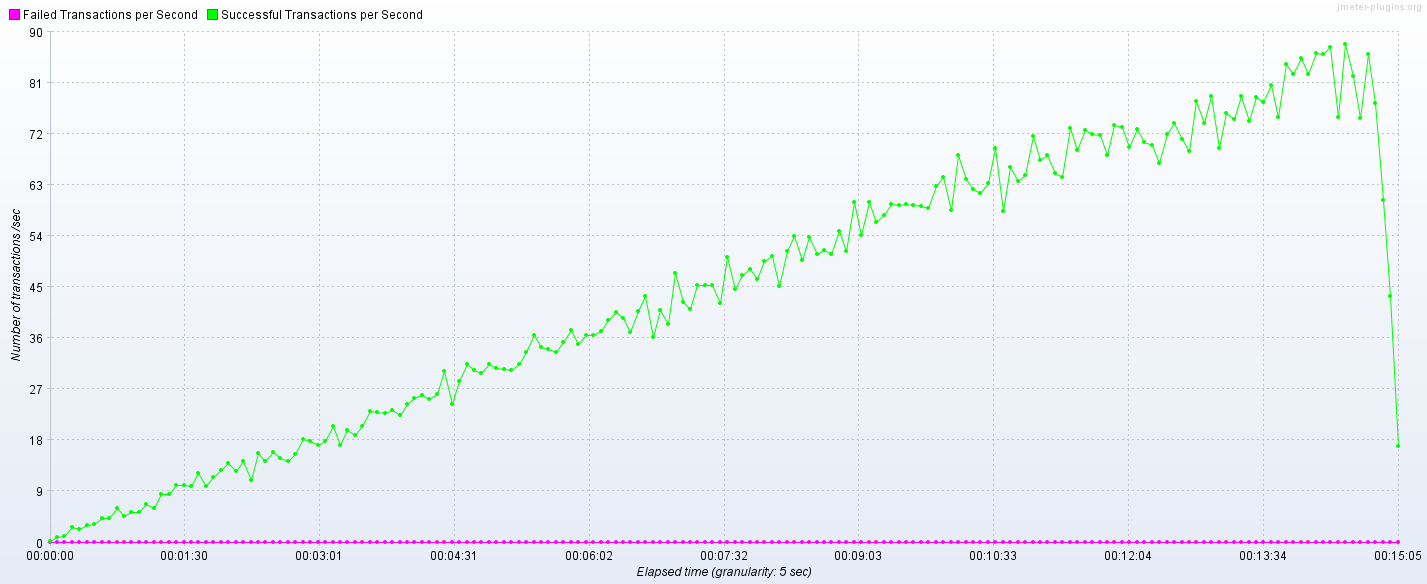 jmeter-plugins.org
Failed Transactions per Second Successful Transactions per Second
90
81
72
63
54
45
36
27
18
9
0
Number of transactions /sec
00:00:00 00:01:30 00:03:01 00:04:31 00:06:02 00:07:32 00:09:03 00:10:33 00:12:04 00:13:34 00:15:05
Elapsed time (granularity: 5 sec)